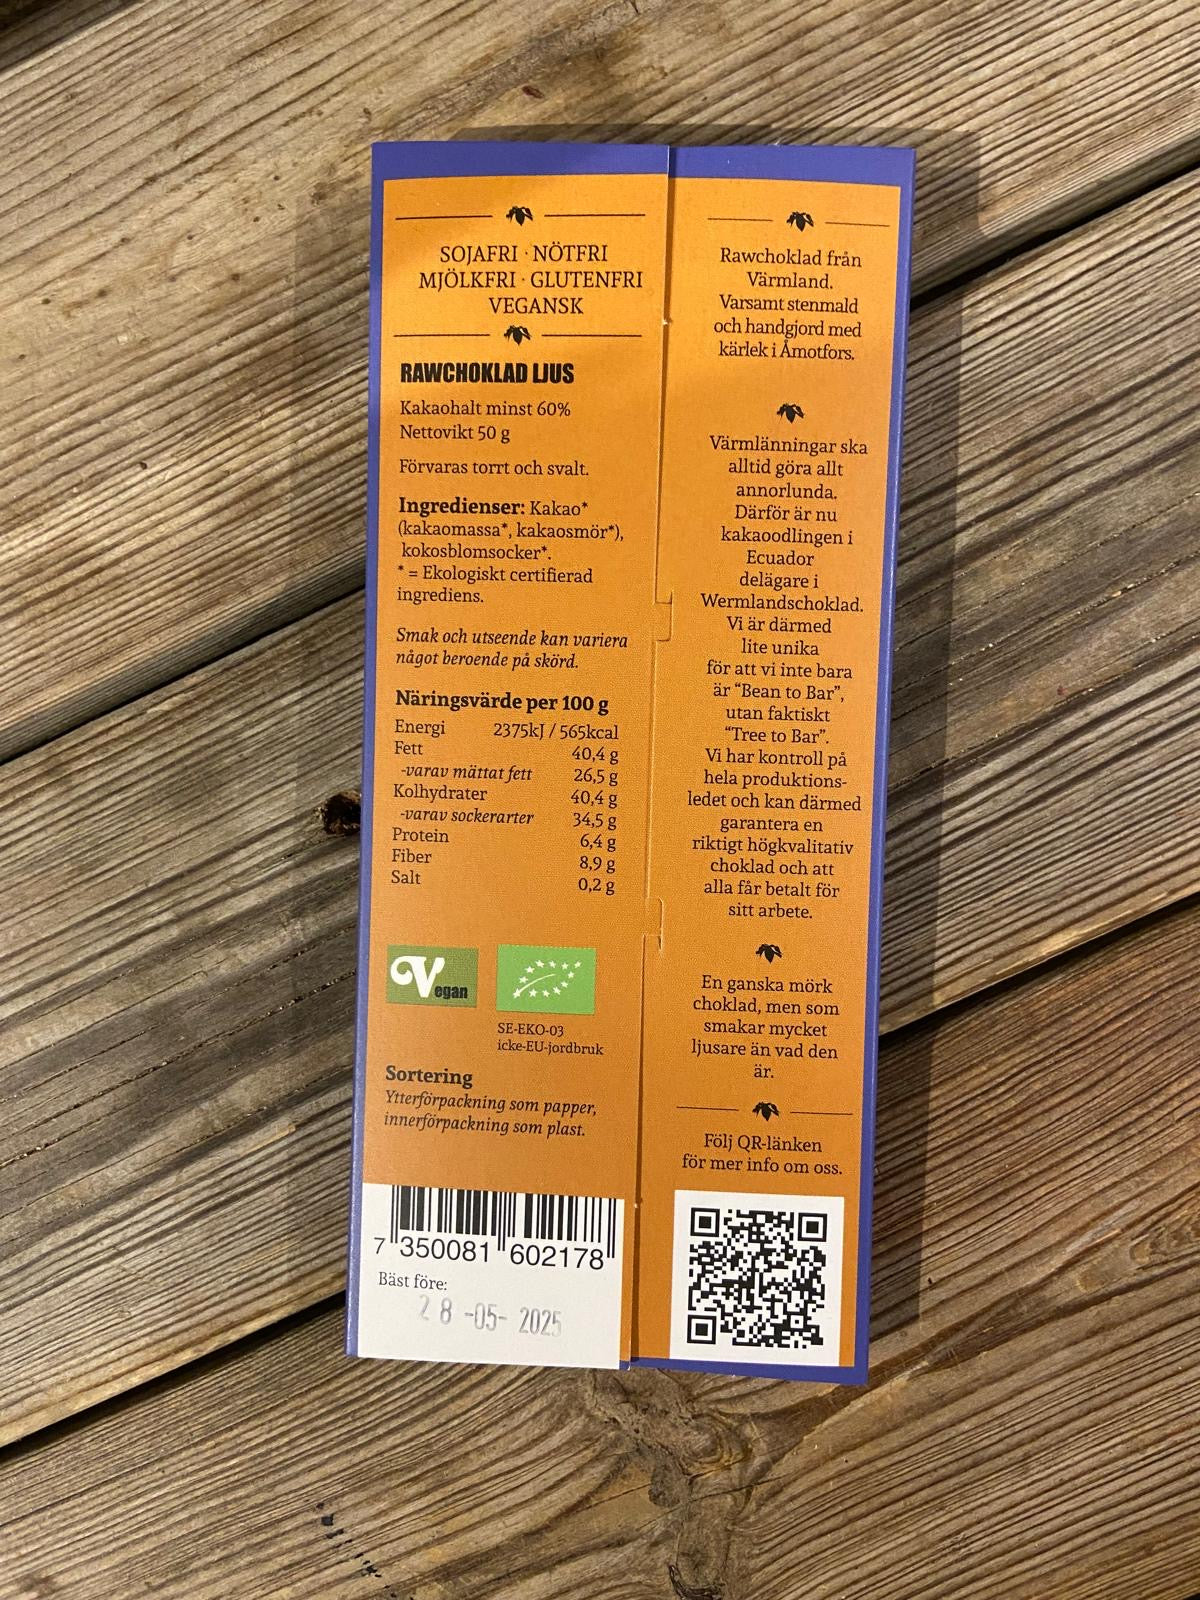 SOJAFRI · NÖTFRI
MJÖLKFRI · GLUTENFRI
VEGANSK
RAWCHOKLAD LJUS
Kakaohalt minst 60%
Nettovikt 50 g
Förvaras torrt och svalt.
Ingredienser: Kakao*
(kakaomassa*, kakaosmör*),
kokosblomsocker*.
* = Ekologiskt certifierad
ingrediens.
Smak och utseende kan variera
något beroende på skörd.
Näringsvärde per 100 g
Energi 2375kJ / 565kcal
Fett 40,4 g
-varav mättat fett 26,5 g
Kolhydrater 40,4 g
-varav sockerarter 34,5 g
Protein 6,4 g
Fiber 8,9 g
Salt 0,2 g
Vegan
SE-EKO-03
icke-EU-jordbruk
Sortering
Ytterförpackning som papper,
innerförpackning som plast.
7 350081 602178
Bäst före:
28 -05- 2025
Rawchoklad från
Värmland.
Varsamt stenmald
och handgjord med
kärlek i Åmotfors.
Värmlänningar ska
alltid göra allt
annorlunda.
Därför är nu
kakaoodlingen i
Ecuador
delägare i
Wermlandschoklad.
Vi är därmed
lite unika
för att vi inte bara
är “Bean to Bar”,
utan faktiskt
“Tree to Bar”.
Vi har kontroll på
hela produktions-
ledet och kan därmed
garantera en
riktigt högkvalitativ
choklad och att
alla får betalt för
sitt arbete.
En ganska mörk
choklad, men som
smakar mycket
ljusare än vad den
är.
Följ QR-länken
för mer info om oss.